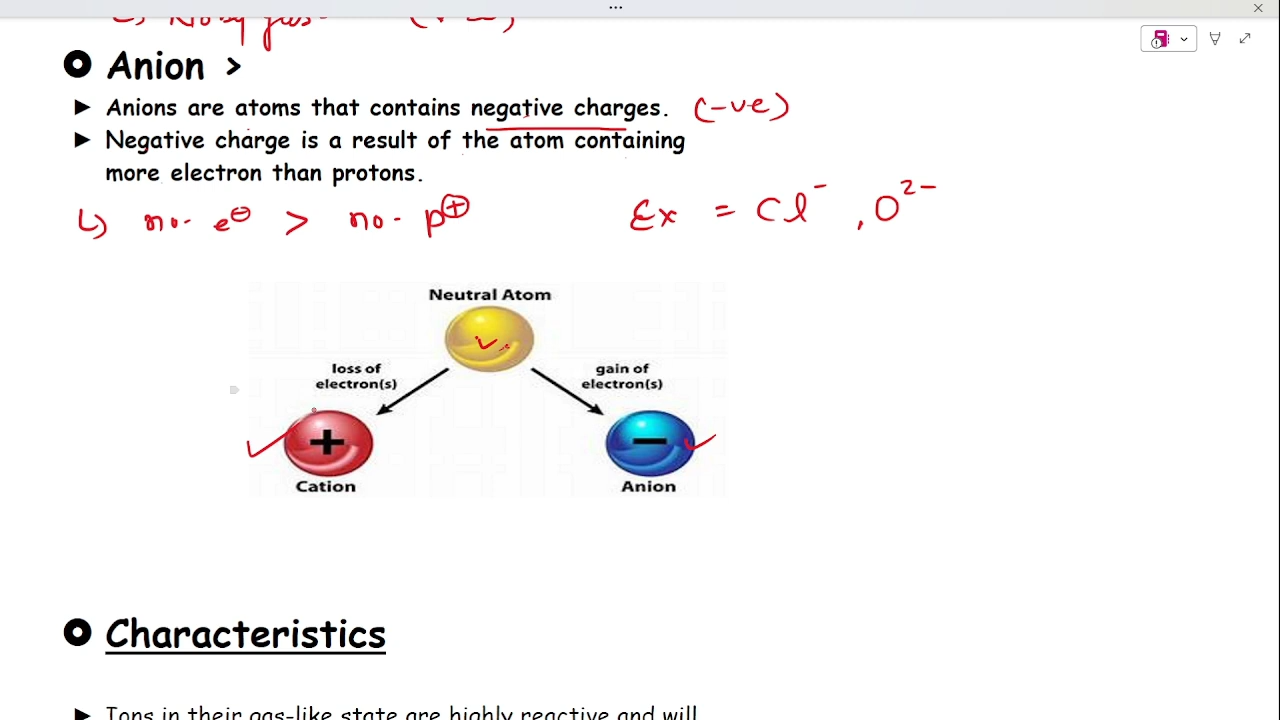 Anion >
► Anions are atoms that contains negative charges. (-ve)
► Negative charge is a result of the atom containing
more electron than protons.
↳ no. e⊖ > no. p⊕ Ex = Cl⁻, O²⁻
Neutral Atom
loss of
electron(s)
gain of
electron(s)
+
−
Cation
Anion
Characteristics
► Ions in their gas-like state are highly reactive and will